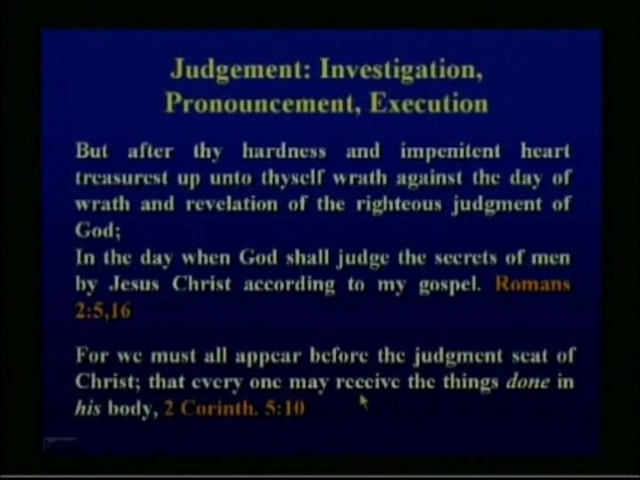 Judgement: Investigation,
Pronouncement, Execution
But after thy hardness and impenitent heart
treasurest up unto thyself wrath against the day of
wrath and revelation of the righteous judgment of
God;
In the day when God shall judge the secrets of men
by Jesus Christ according to my gospel. Romans
2:5,16
For we must all appear before the judgment seat of
Christ; that every one may receive the things done in
his body, 2 Corinth. 5:10